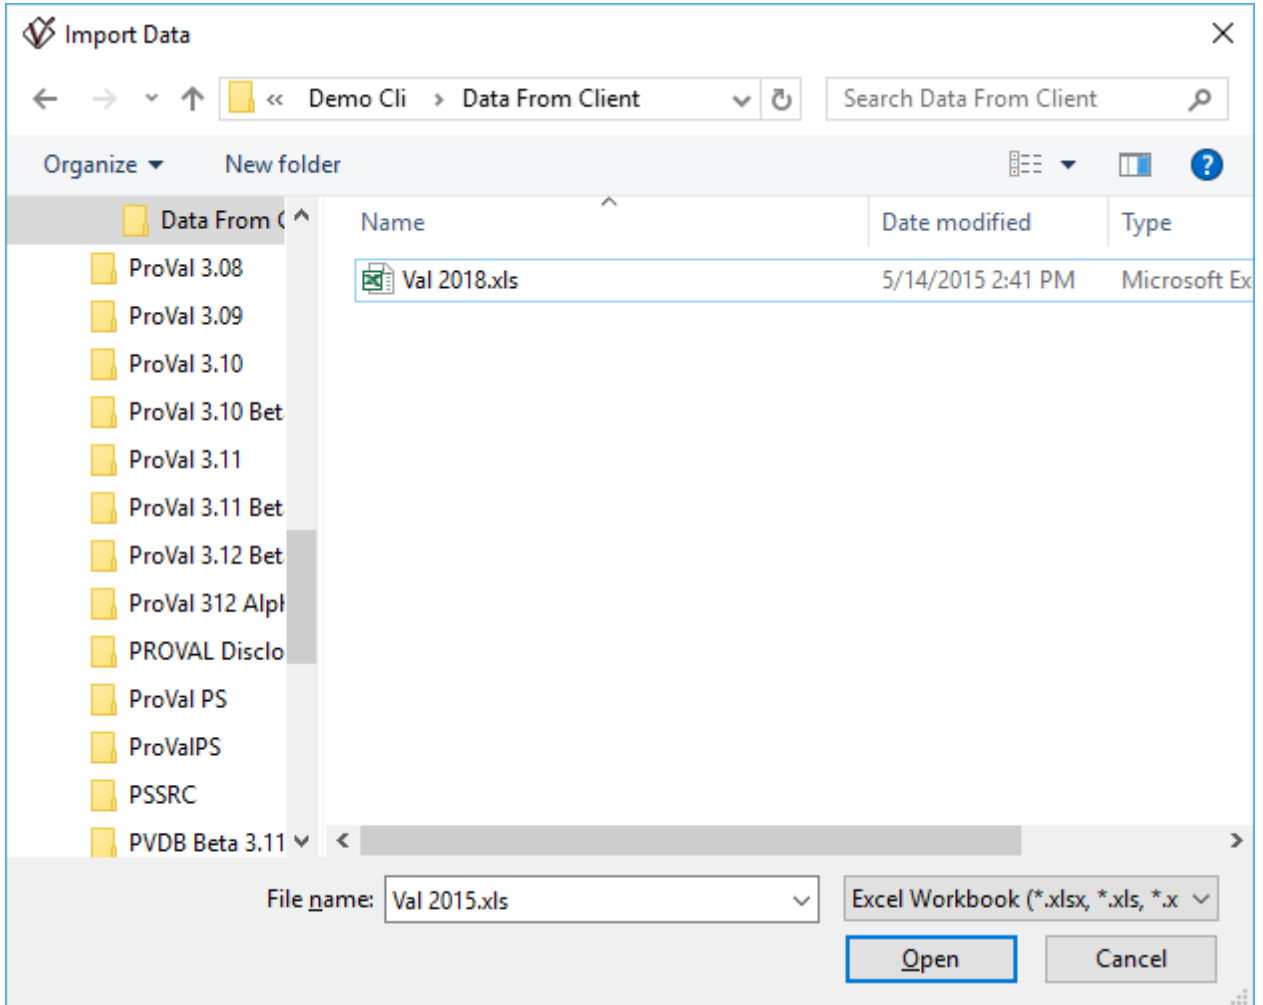 Import Data
« Demo Cli > Data From Client
Search Data From Client
Organize
New folder
?
Data From C
Name
Date modified
Type
ProVal 3.08
Val 2018.xls
5/14/2015 2:41 PM
Microsoft Ex
ProVal 3.09
ProVal 3.10
ProVal 3.10 Bet
ProVal 3.11
ProVal 3.11 Bet
ProVal 3.12 Bet
ProVal 312 Alph
PROVAL Disclo
ProVal PS
ProValPS
PSSRC
PVDB Beta 3.11
File name: Val 2015.xls
Excel Workbook (*.xlsx, *.xls, *.x
Open
Cancel